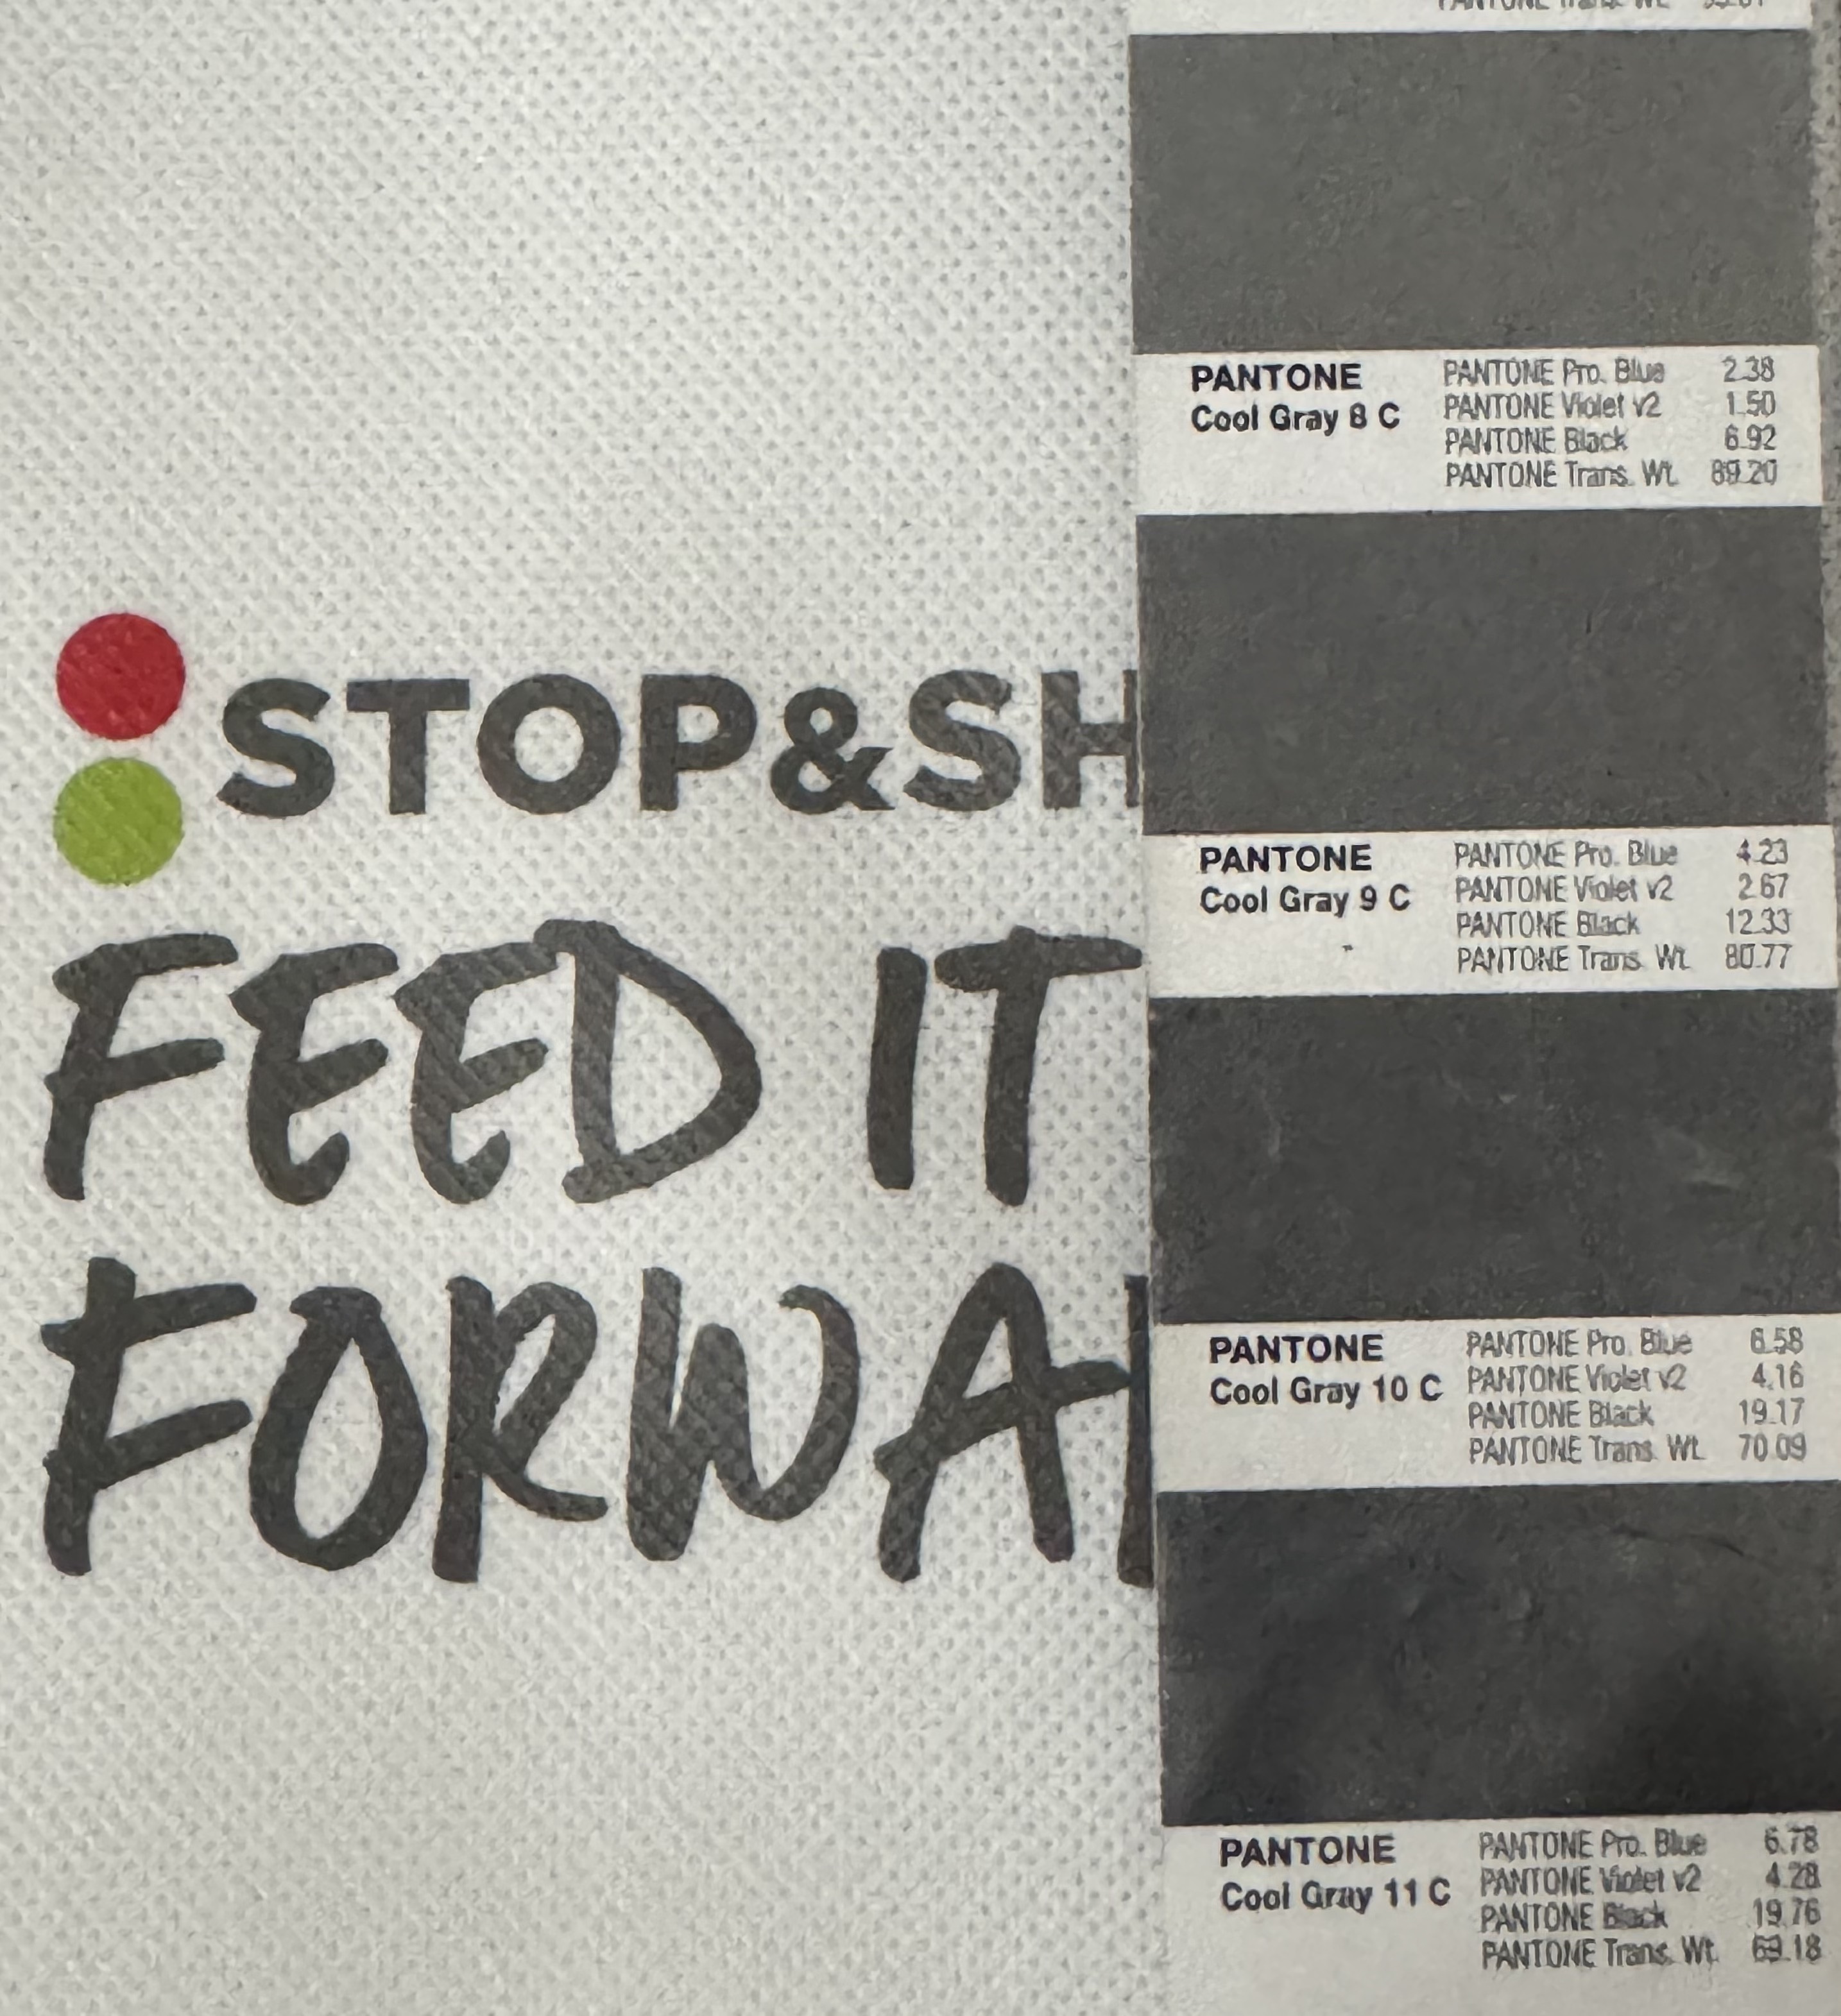 STOP&SH
FEED IT
FORWA
PANTONE
Cool Gray 8 C
PANTONE Pro. Blue 2.38
PANTONE Violet v2 1.50
PANTONE Black 6.92
PANTONE Trans. Wt. 89.20
PANTONE
Cool Gray 9 C
PANTONE Pro. Blue 4.23
PANTONE Violet v2 2.67
PANTONE Black 12.33
PANTONE Trans. Wt. 80.77
PANTONE
Cool Gray 10 C
PANTONE Pro. Blue 6.58
PANTONE Violet v2 4.16
PANTONE Black 19.17
PANTONE Trans. Wt. 70.09
PANTONE
Cool Gray 11 C
PANTONE Pro. Blue 6.78
PANTONE Violet v2 4.28
PANTONE Black 19.76
PANTONE Trans. Wt. 69.18